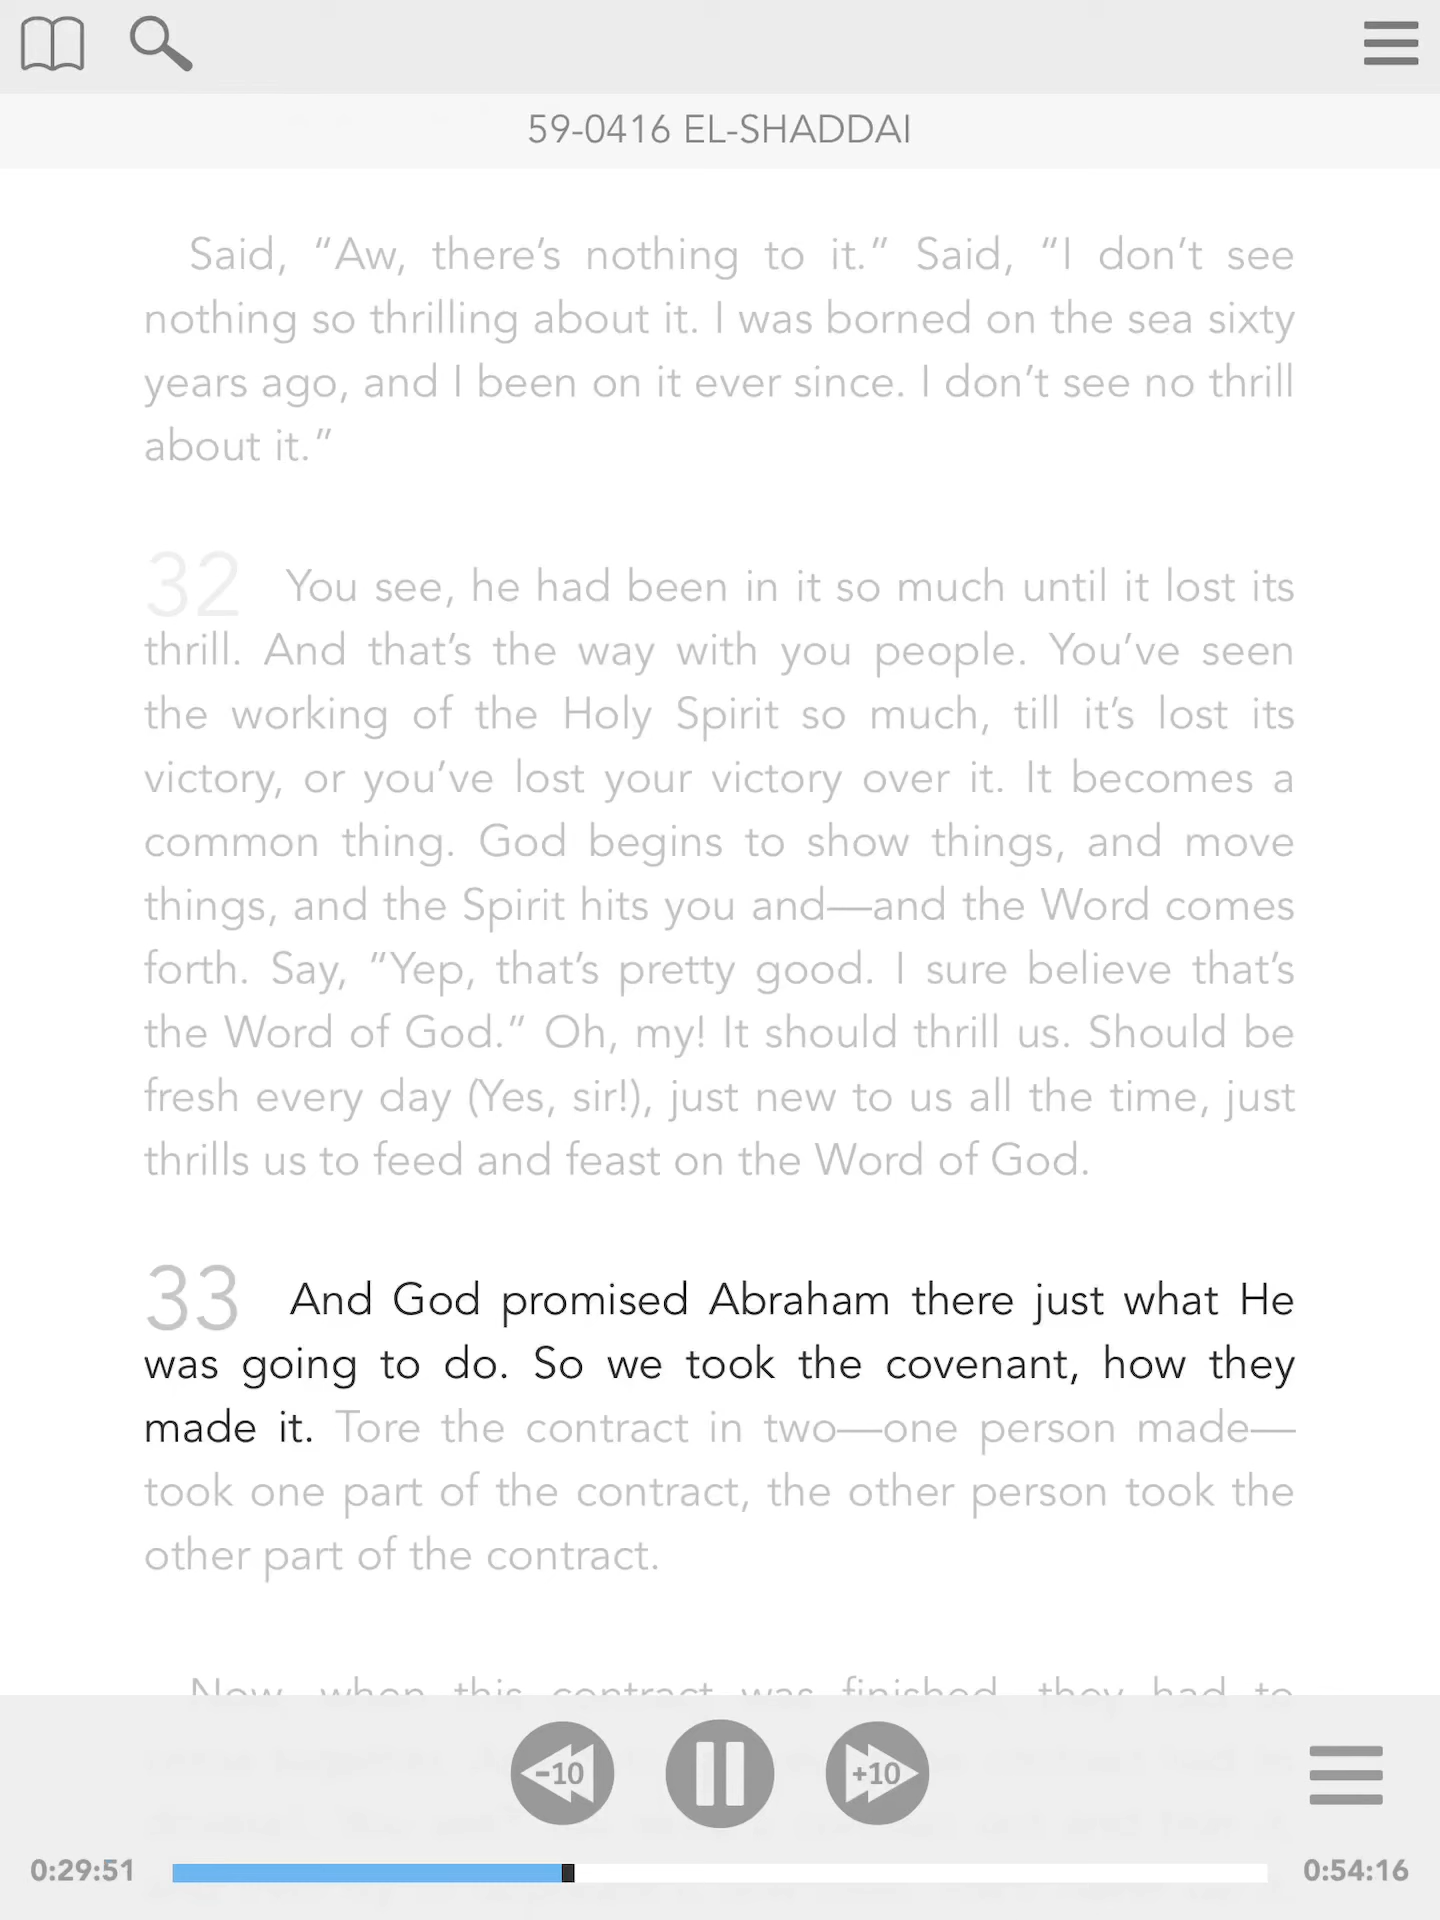 59-0416 EL-SHADDAI
Said, “Aw, there’s nothing to it.” Said, “I don’t see
nothing so thrilling about it. I was borned on the sea sixty
years ago, and I been on it ever since. I don’t see no thrill
about it.”
32 You see, he had been in it so much until it lost its
thrill. And that’s the way with you people. You’ve seen
the working of the Holy Spirit so much, till it’s lost its
victory, or you’ve lost your victory over it. It becomes a
common thing. God begins to show things, and move
things, and the Spirit hits you and—and the Word comes
forth. Say, “Yep, that’s pretty good. I sure believe that’s
the Word of God.” Oh, my! It should thrill us. Should be
fresh every day (Yes, sir!), just new to us all the time, just
thrills us to feed and feast on the Word of God.
33 And God promised Abraham there just what He
was going to do. So we took the covenant, how they
made it. Tore the contract in two—one person made—
took one part of the contract, the other person took the
other part of the contract.
Now, when this contract was finished, they had to
-10 +10
0:29:51 0:54:16